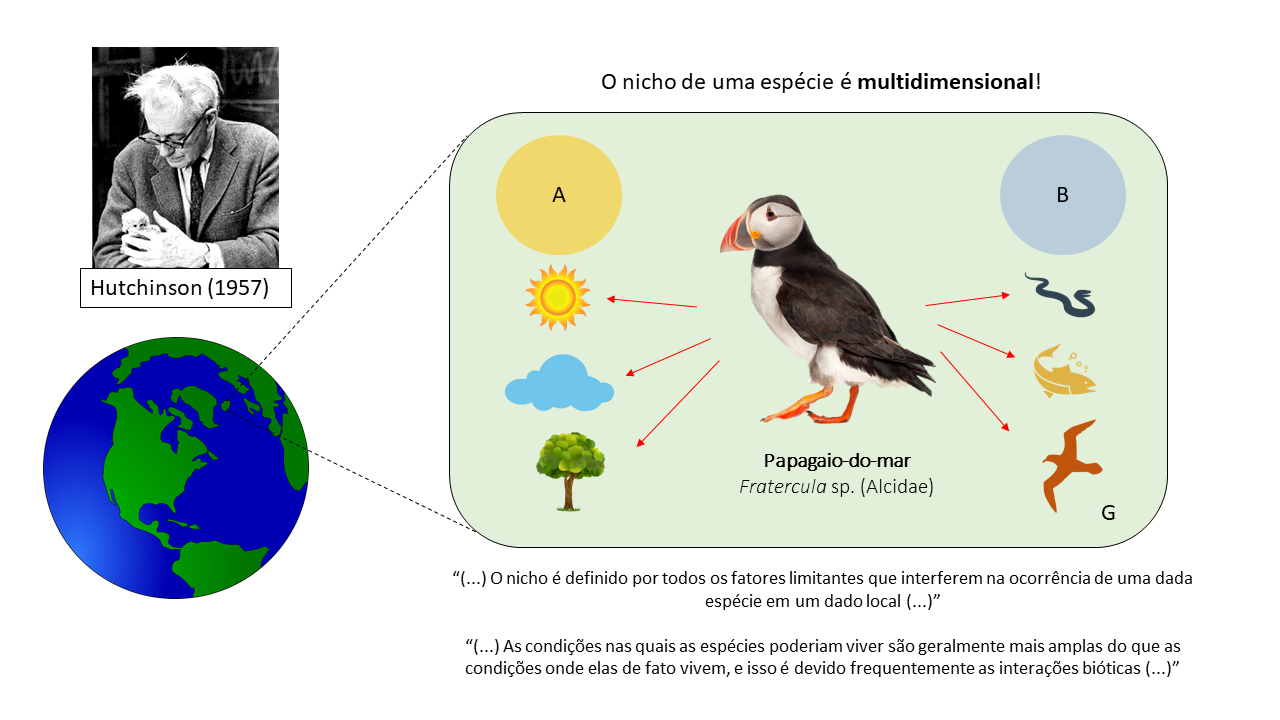 O nicho de uma espécie é multidimensional!
Hutchinson (1957)
A
B
Papagaio-do-mar
Fratercula sp. (Alcidae)
G
“(...) O nicho é definido por todos os fatores limitantes que interferem na ocorrência de uma dada
espécie em um dado local (...)”
“(...) As condições nas quais as espécies poderiam viver são geralmente mais amplas do que as
condições onde elas de fato vivem, e isso é devido frequentemente as interações bióticas (...)”